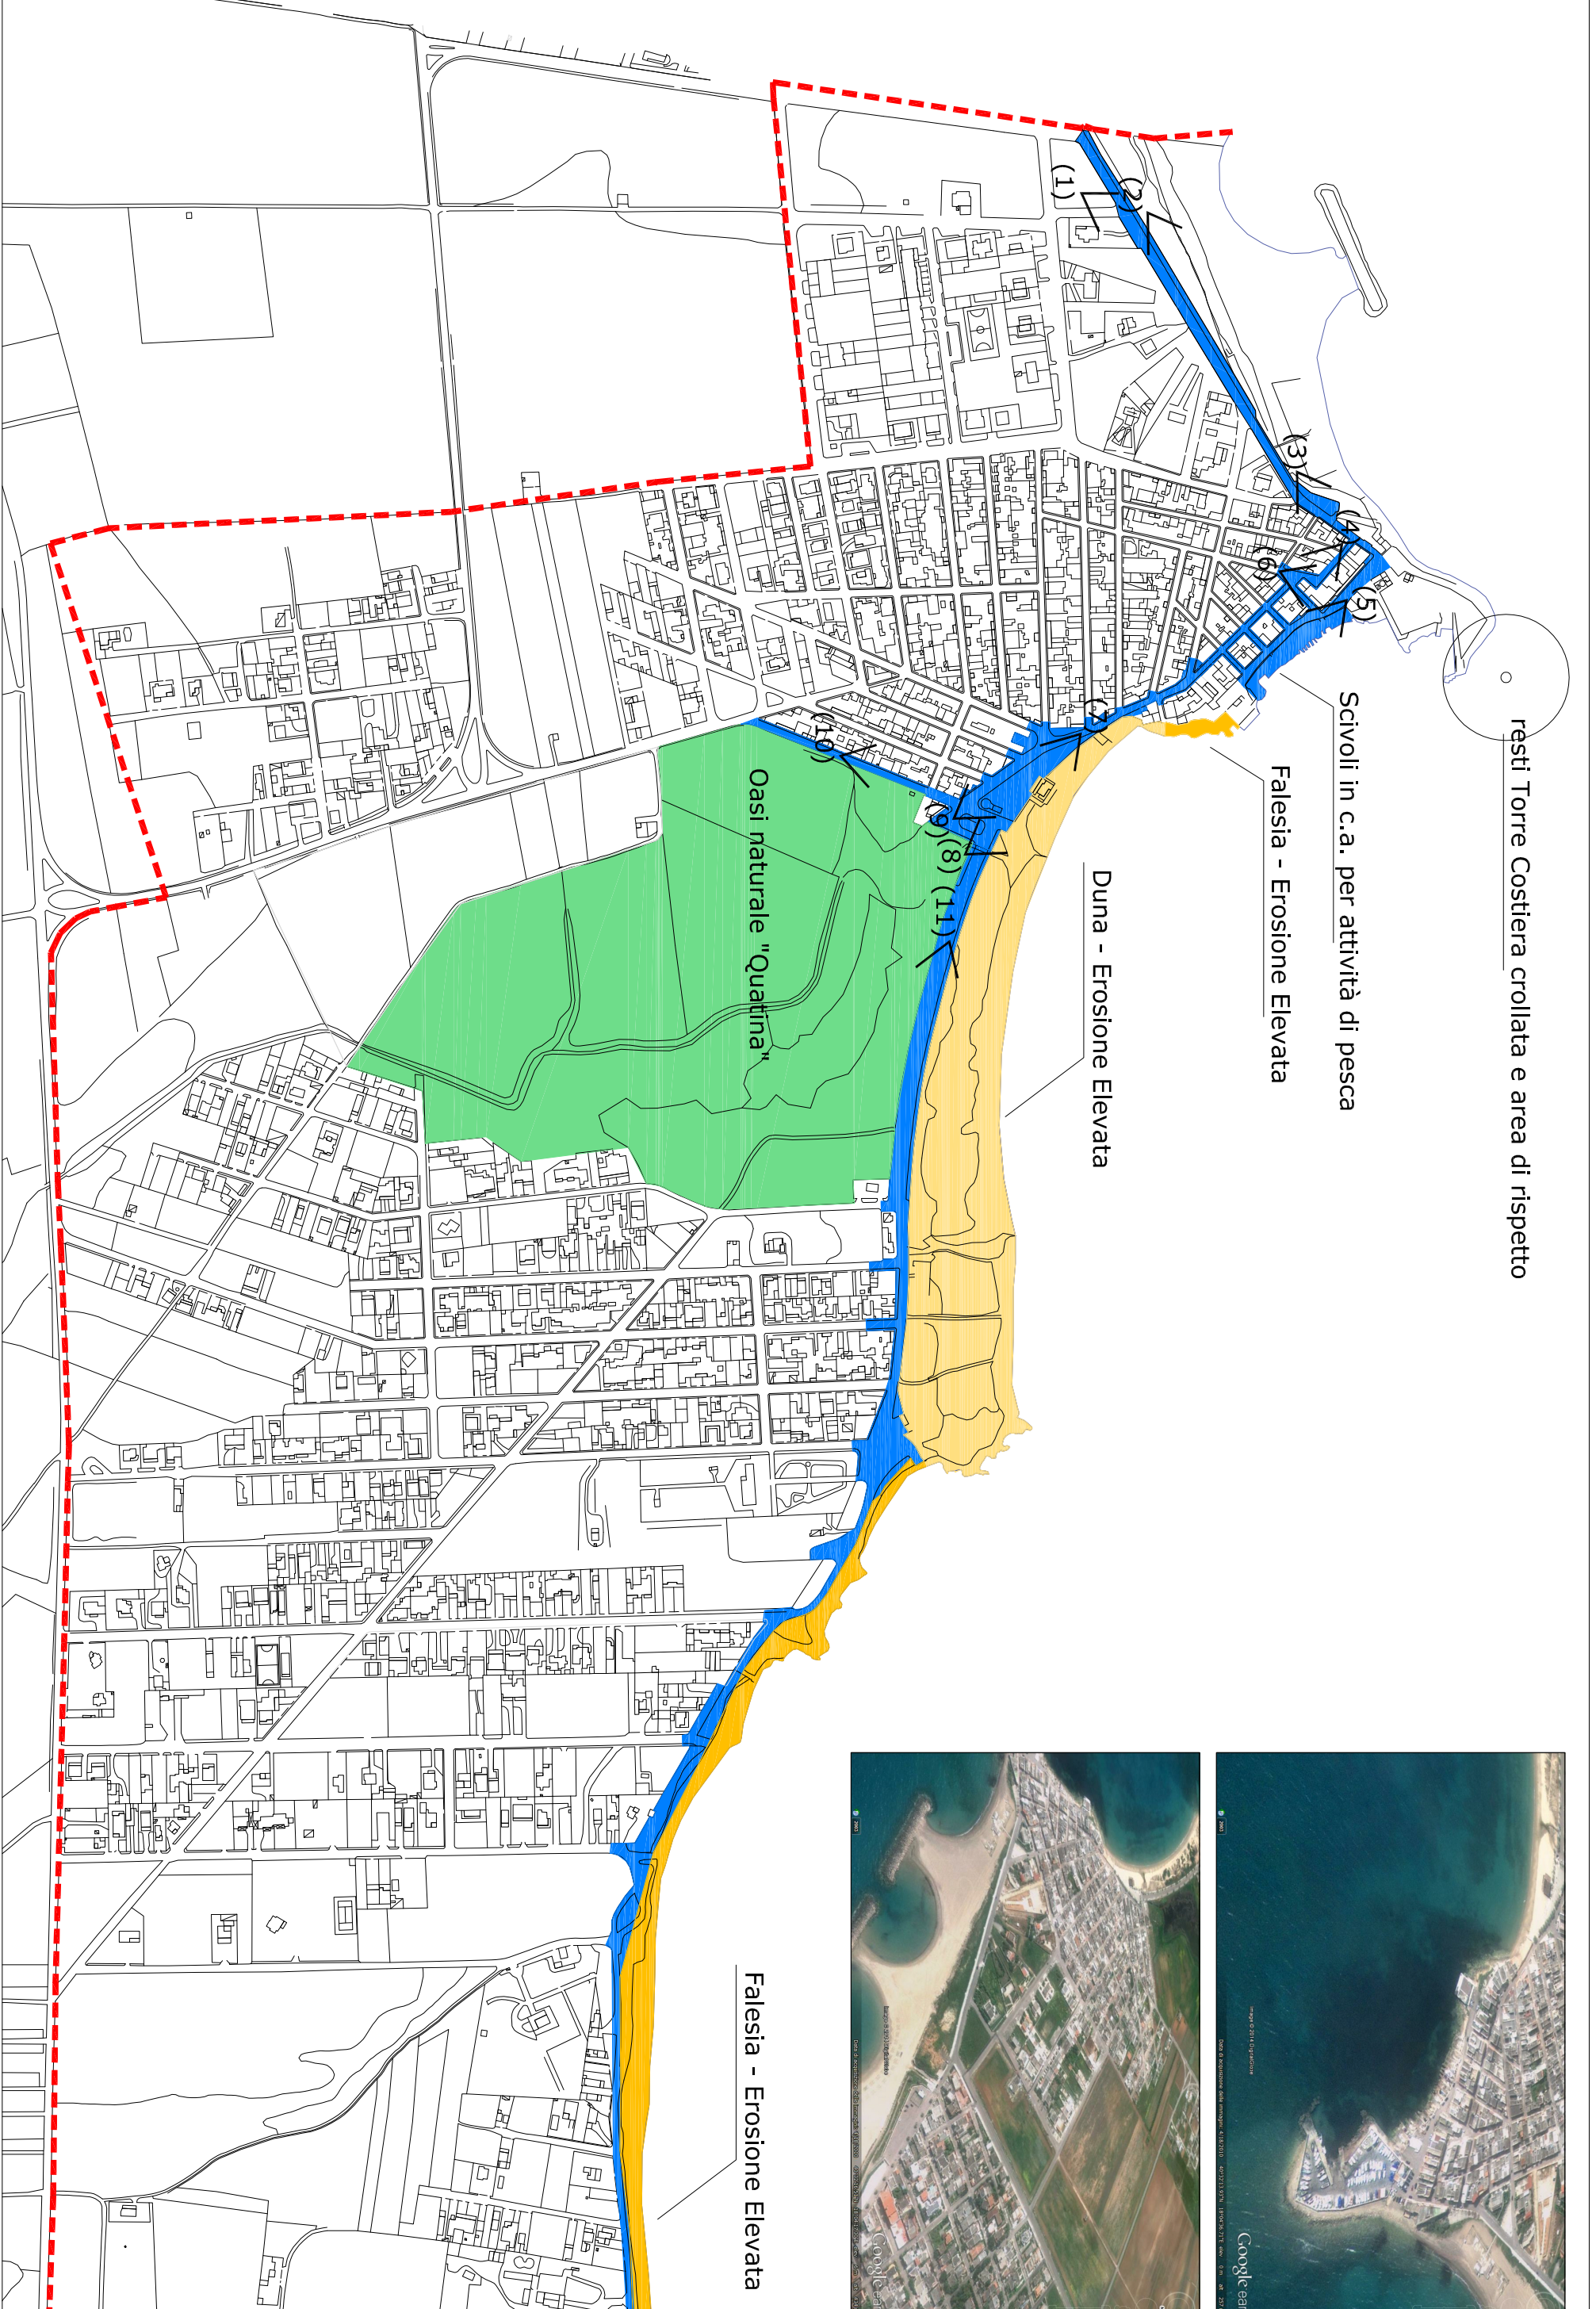 resti Torre Costiera crollata e area di rispetto
Scivoli in c.a. per attività di pesca
Falesia - Erosione Elevata
Duna - Erosione Elevata
Oasi naturale "Quatina"
Falesia - Erosione Elevata
(1)
(2)
(3)
(4)
(5)
(6)
(7)
(8)
(9)
(10)
(11)
Google ear
Google ear